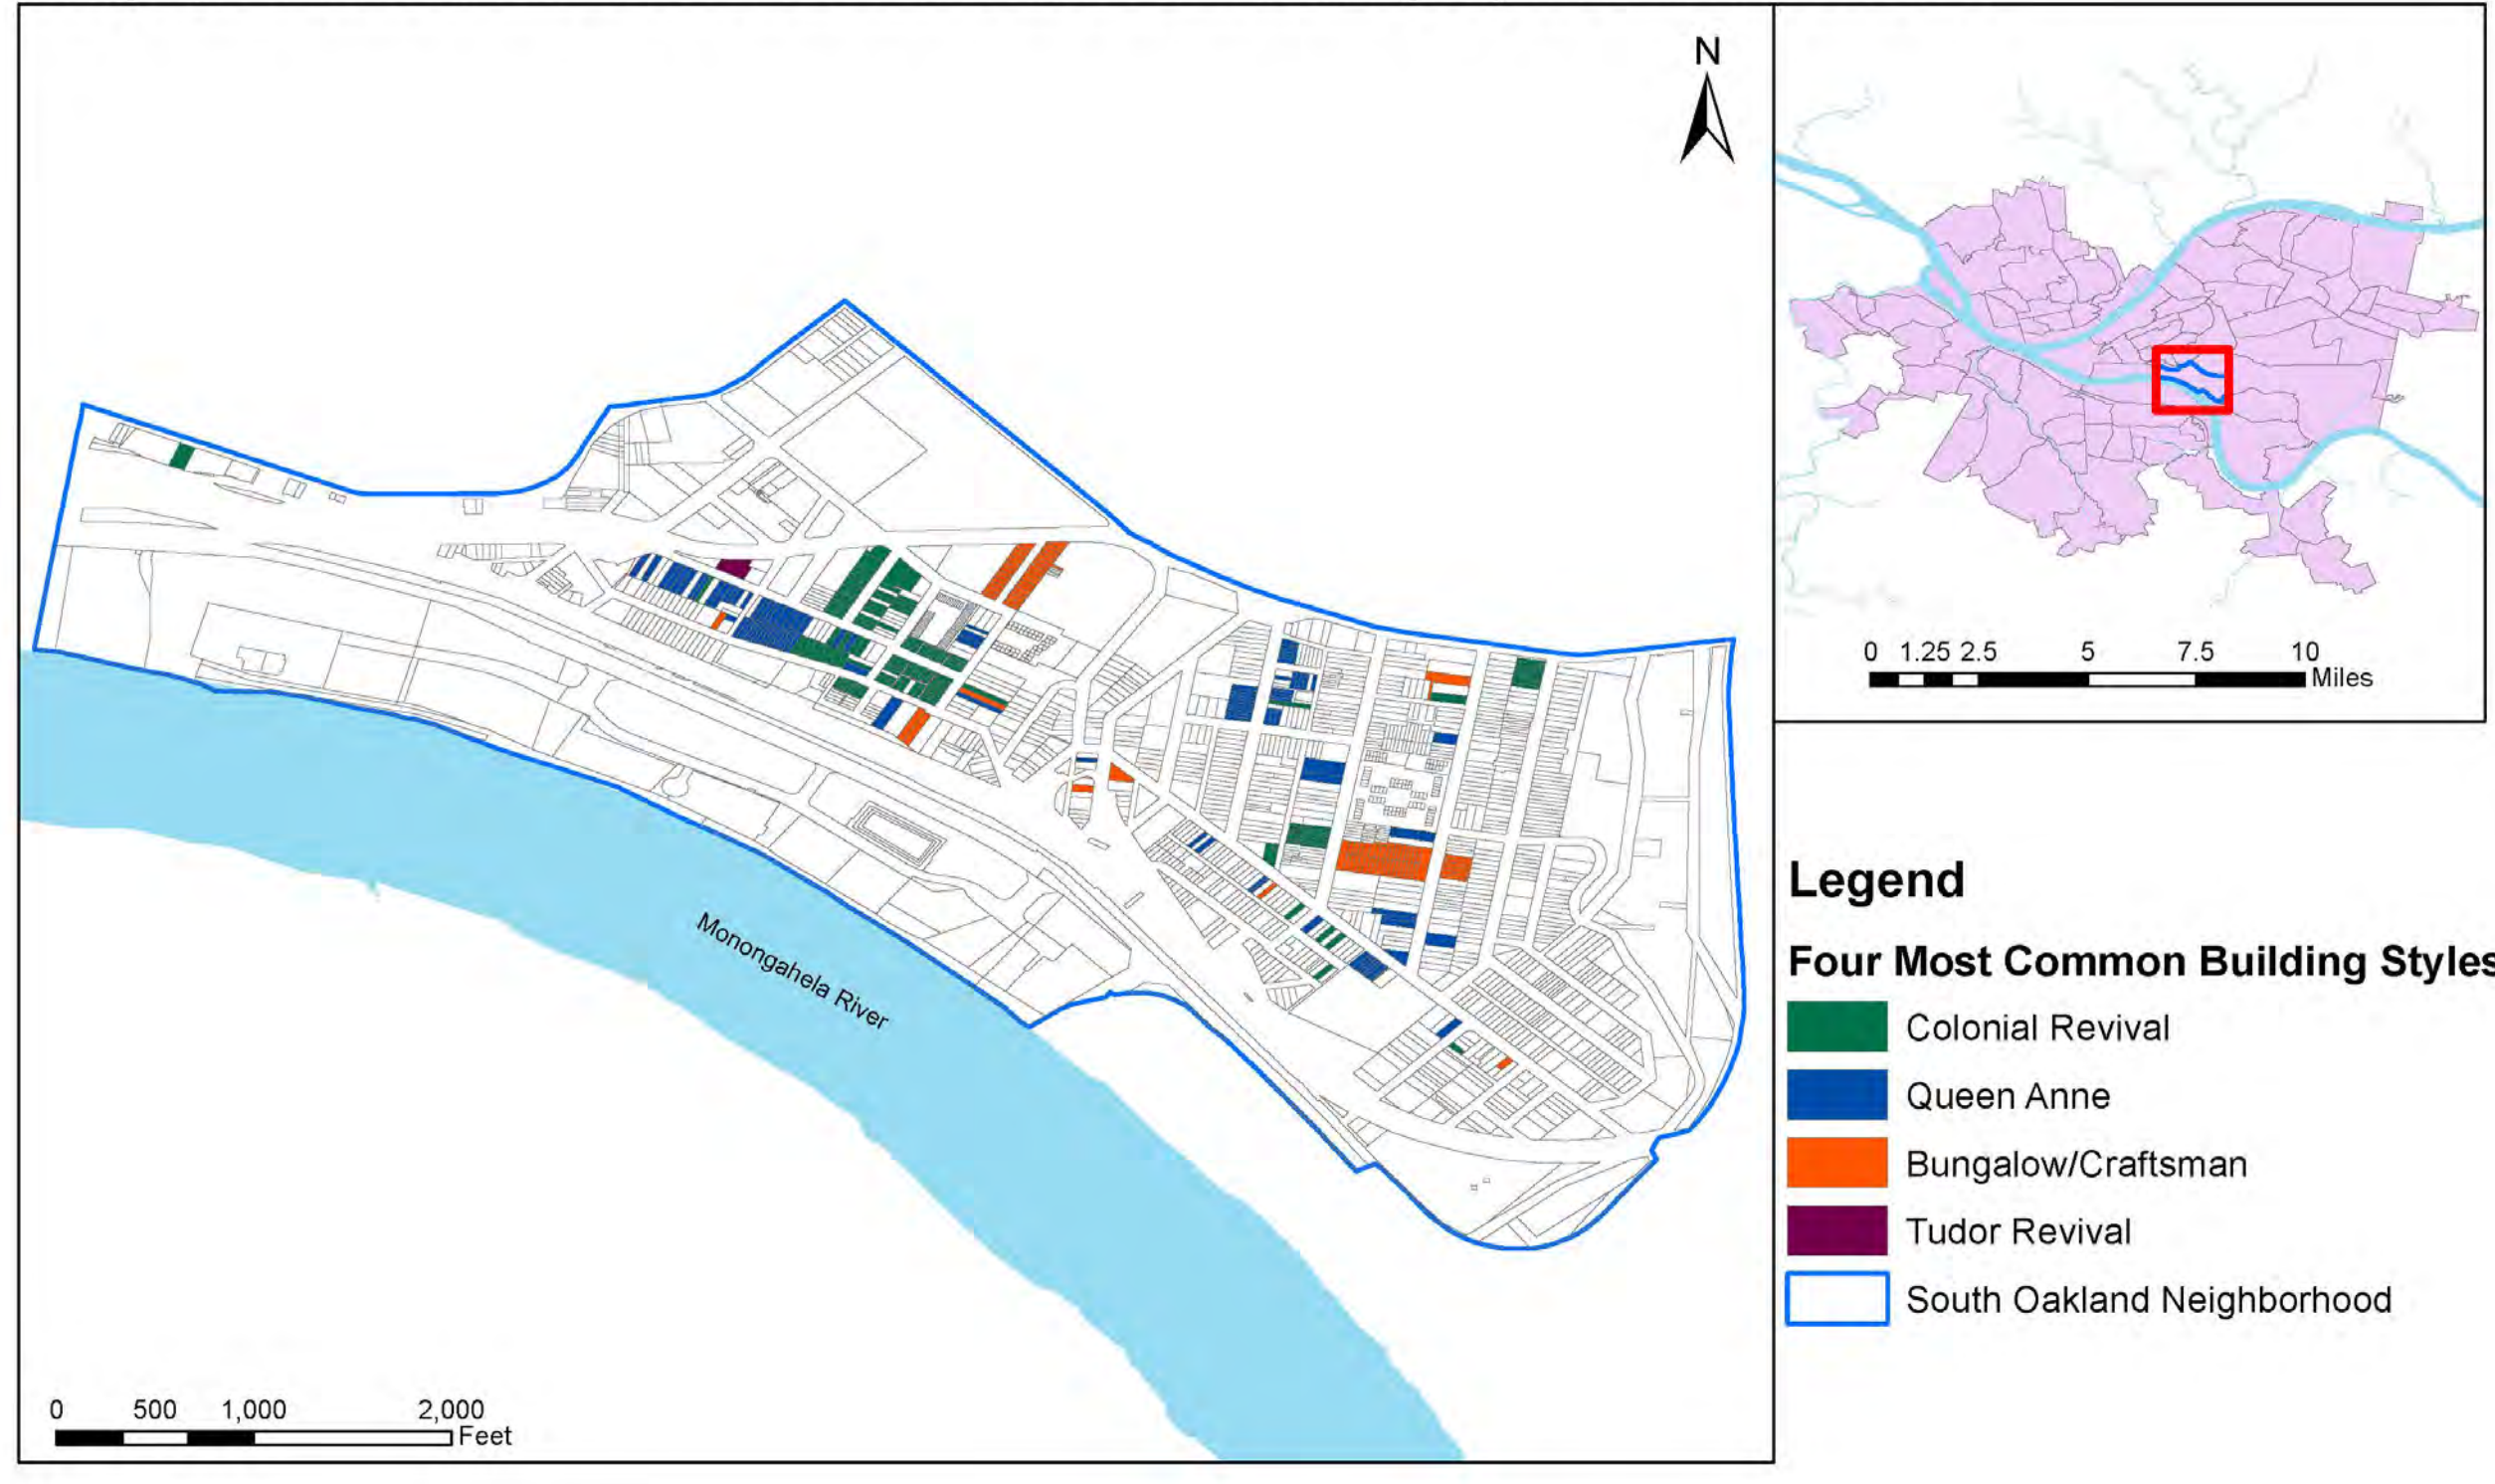 N
Monongahela River
0 500 1,000 2,000
Feet
0 1.25 2.5 5 7.5 10
Miles
Legend
Four Most Common Building Styles
Colonial Revival
Queen Anne
Bungalow/Craftsman
Tudor Revival
South Oakland Neighborhood